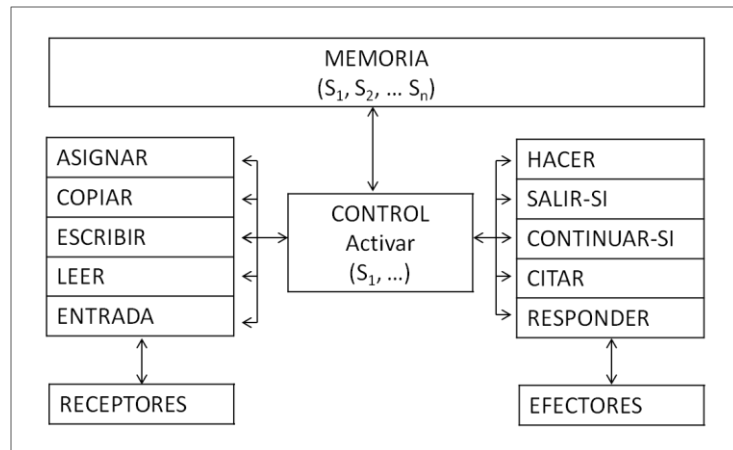 MEMORIA
(S₁, S₂, ... Sₙ)
ASIGNAR
COPIAR
ESCRIBIR
LEER
ENTRADA
RECEPTORES
CONTROL
Activar
(S₁, ...)
HACER
SALIR-SI
CONTINUAR-SI
CITAR
RESPONDER
EFECTORES